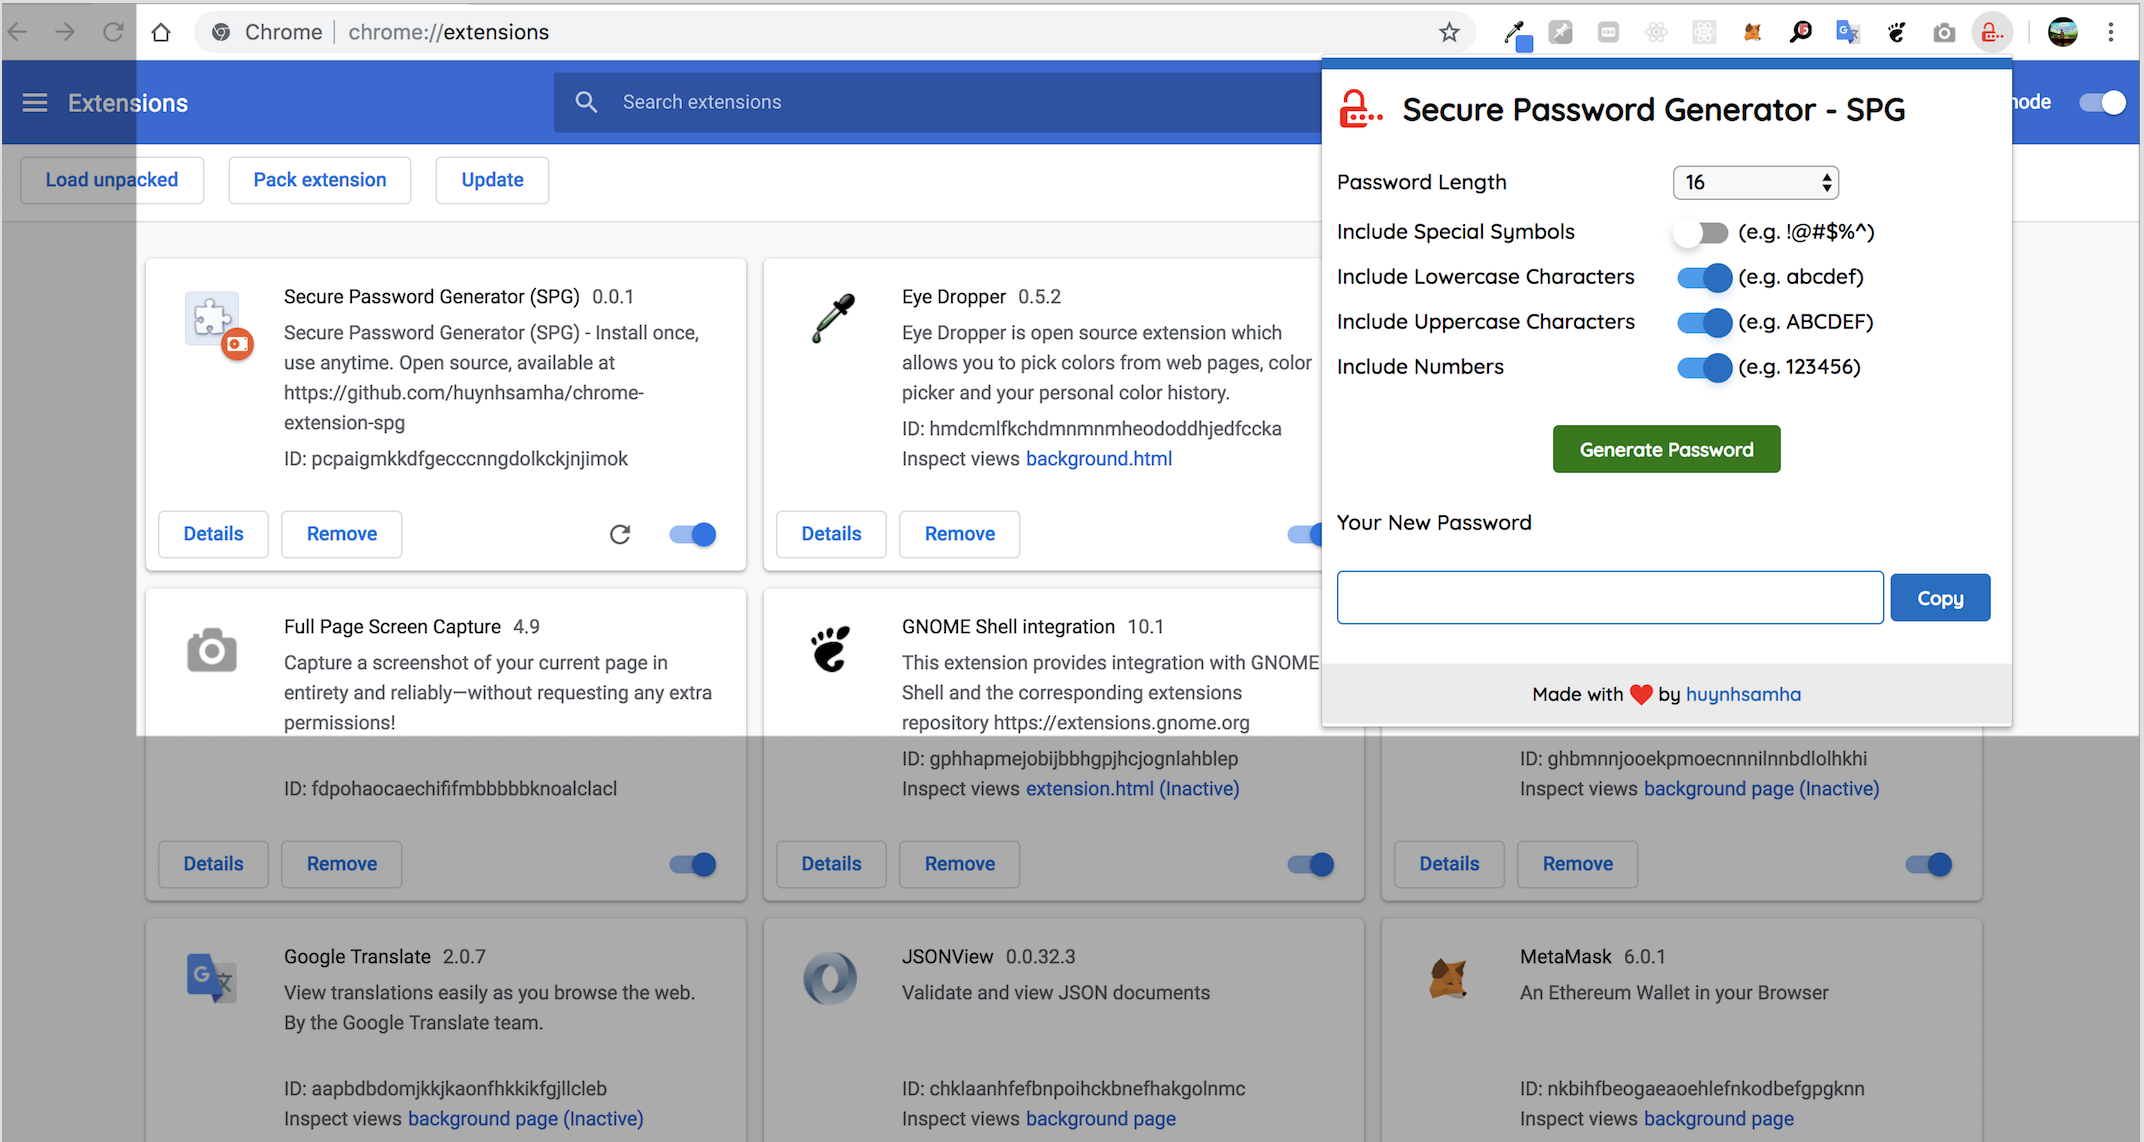 Chrome | chrome://extensions
Extensions
Search extensions
node
Load unpacked
Pack extension
Update
Secure Password Generator (SPG) 0.0.1
Secure Password Generator (SPG) - Install once,
use anytime. Open source, available at
https://github.com/huynhsamha/chrome-
extension-spg
ID: pcpaigmkkdfgecccnngdolkckjnjimok
Details
Remove
Eye Dropper 0.5.2
Eye Dropper is open source extension which
allows you to pick colors from web pages, color
picker and your personal color history.
ID: hmdcmlfkchdmnmnmheododdhjedfccka
Inspect views background.html
Details
Remove
Secure Password Generator - SPG
Password Length
16
Include Special Symbols
(e.g. !@#$%^)
Include Lowercase Characters
(e.g. abcdef)
Include Uppercase Characters
(e.g. ABCDEF)
Include Numbers
(e.g. 123456)
Generate Password
Your New Password
Copy
Made with ❤ by huynhsamha
Full Page Screen Capture 4.9
Capture a screenshot of your current page in
entirety and reliably—without requesting any extra
permissions!
ID: fdpohaocaechififmbbbbbknoalclacl
Details
Remove
GNOME Shell integration 10.1
This extension provides integration with GNOME
Shell and the corresponding extensions
repository https://extensions.gnome.org
ID: gphhapmejobijbbhgpjhcjognlahblep
Inspect views extension.html (Inactive)
Details
Remove
ID: ghbmnnjooekpmoecnnnilnnbdlolhkhi
Inspect views background page (Inactive)
Details
Remove
Google Translate 2.0.7
View translations easily as you browse the web.
By the Google Translate team.
ID: aapbdbdomjkkjkaonfhkkikfgjllcleb
Inspect views background page (Inactive)
JSONView 0.0.32.3
Validate and view JSON documents
ID: chklaanhfefbnpoihckbnefhakgolnmc
Inspect views background page
MetaMask 6.0.1
An Ethereum Wallet in your Browser
ID: nkbihfbeogaeaoehlefnkodbefgpgknn
Inspect views background page